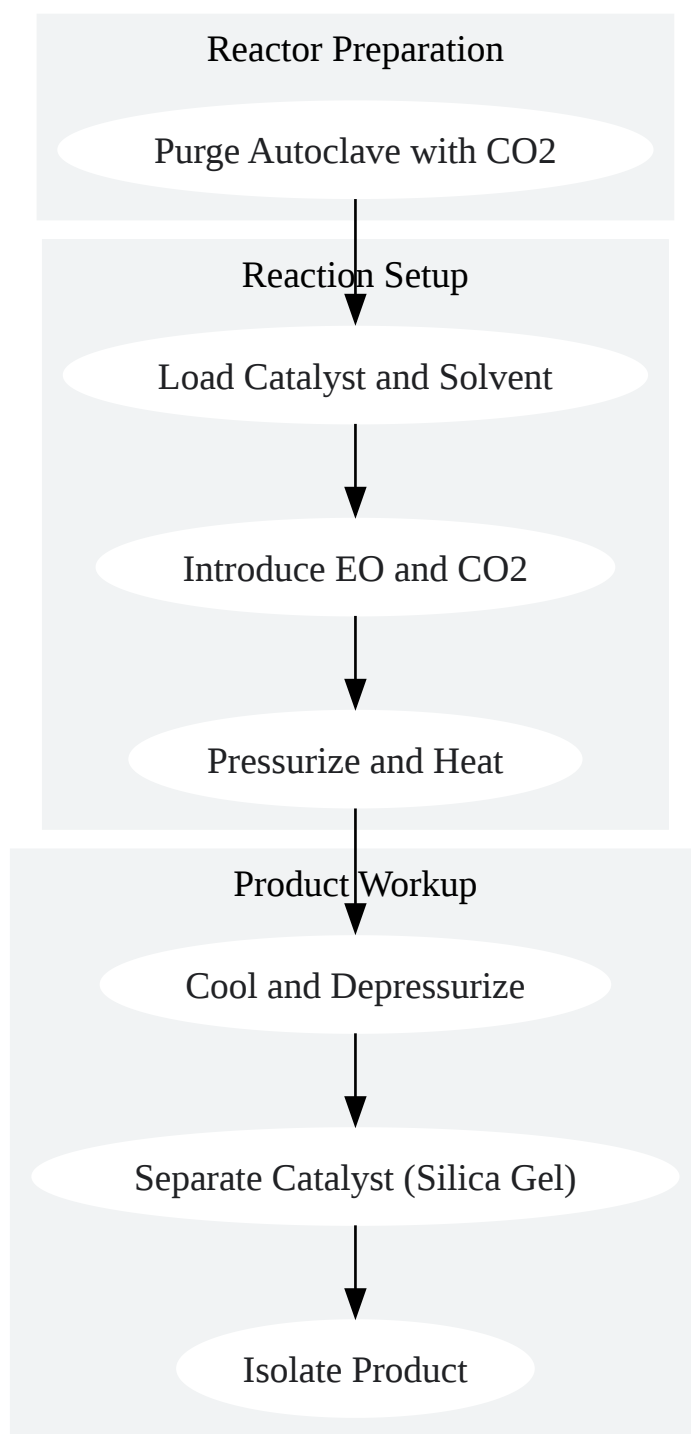 Reactor Preparation
Purge Autoclave with CO2
Reaction Setup
Load Catalyst and Solvent
Introduce EO and CO2
Pressurize and Heat
Product Workup
Cool and Depressurize
Separate Catalyst (Silica Gel)
Isolate Product